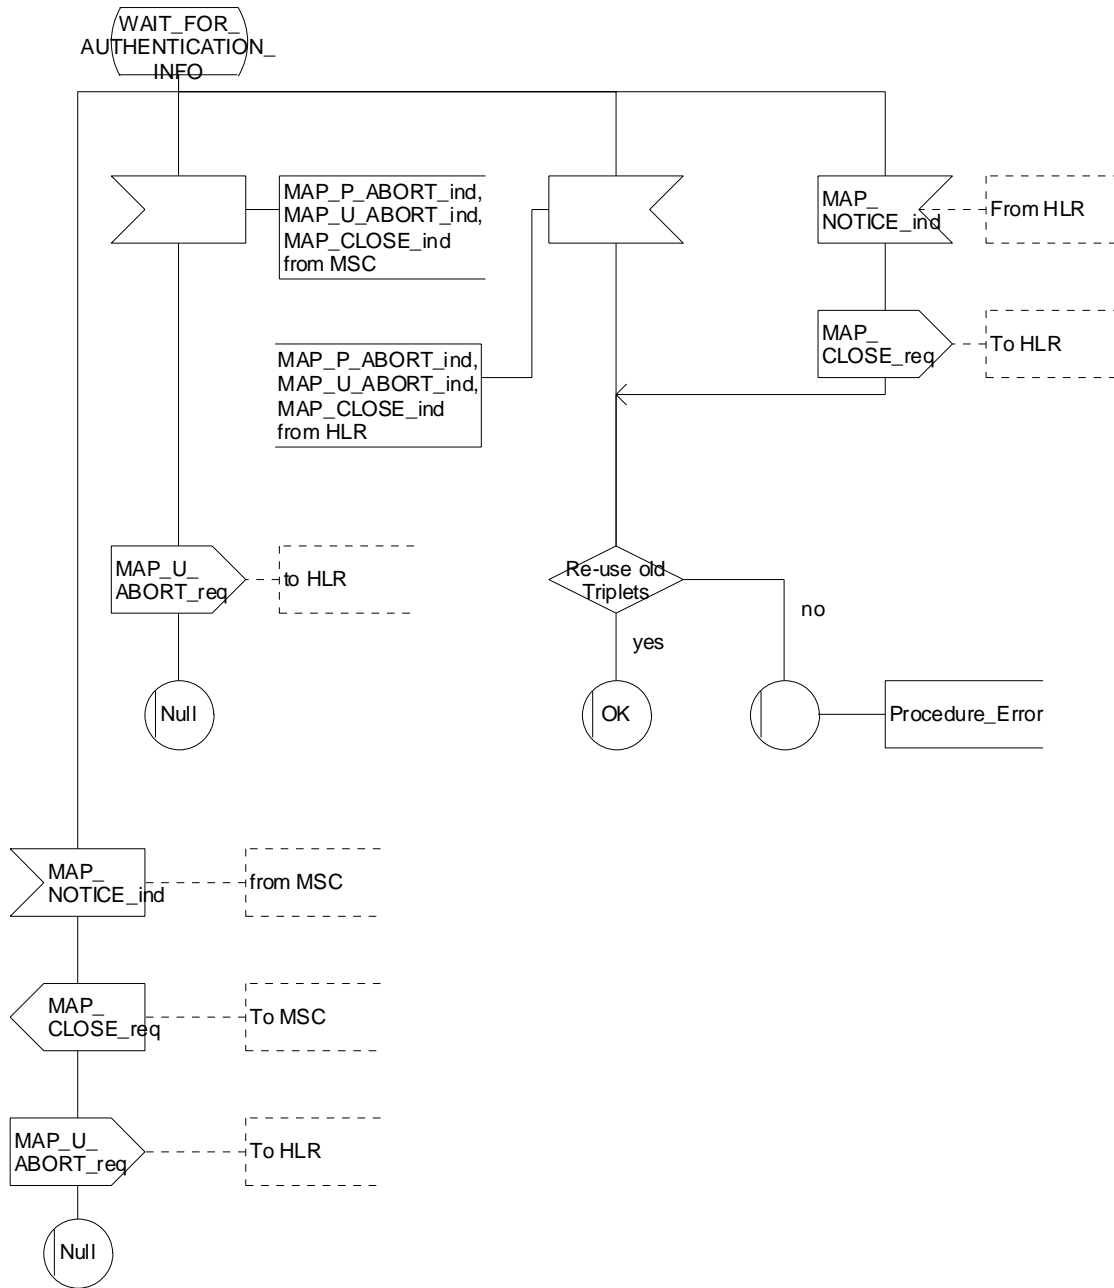 WAIT_FOR_
AUTHENTICATION_
INFO
MAP_P_ABORT_ind,
MAP_U_ABORT_ind,
MAP_CLOSE_ind
from MSC
MAP_
NOTICE_ind
From HLR
MAP_P_ABORT_ind,
MAP_U_ABORT_ind,
MAP_CLOSE_ind
from HLR
MAP_
CLOSE_req
To HLR
MAP_U_
ABORT_req
to HLR
Re-use old
Triplets
no
yes
Null
OK
Procedure_Error
MAP_
NOTICE_ind
from MSC
MAP_
CLOSE_req
To MSC
MAP_U_
ABORT_req
To HLR
Null